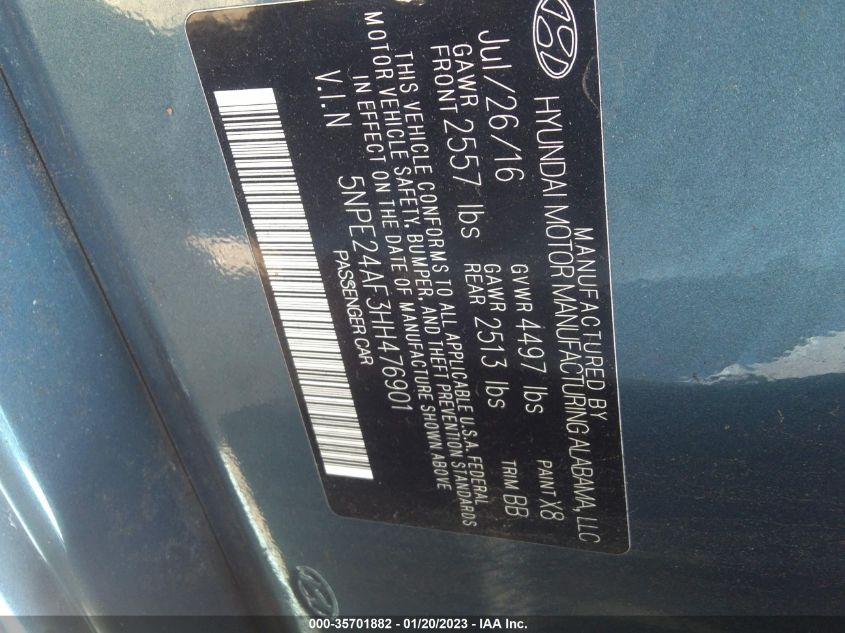 MANUFACTURED BY
HYUNDAI MOTOR MANUFACTURING ALABAMA, LLC
Jul/26/16 GVWR 4497 lbs PAINT X8
GAWR FRONT 2557 lbs GAWR REAR 2513 lbs TRIM BB
THIS VEHICLE CONFORMS TO ALL APPLICABLE U.S.A. FEDERAL
MOTOR VEHICLE SAFETY, BUMPER, AND THEFT PREVENTION STANDARDS
IN EFFECT ON THE DATE OF MANUFACTURE SHOWN ABOVE
V.I.N 5NPE24AF3HH476901
PASSENGER CAR
000-35701882 - 01/20/2023 - IAA Inc.